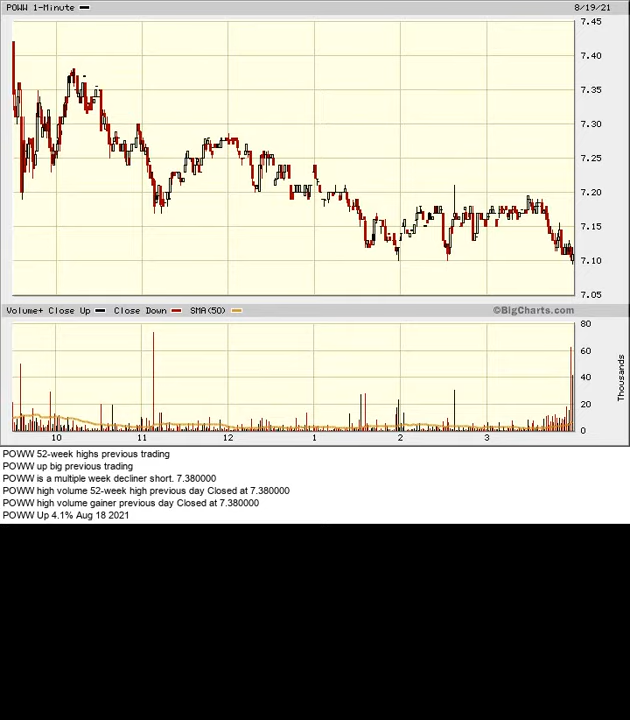 POWW 1-Minute 8/19/21
7.45
7.40
7.35
7.30
7.25
7.20
7.15
7.10
7.05
Volume+ Close Up Close Down SMA(50) ©BigCharts.com
80
60
40
20
0
Thousands
10 11 12 1 2 3
POWW 52-week highs previous trading
POWW up big previous trading
POWW is a multiple week decliner short. 7.380000
POWW high volume 52-week high previous day Closed at 7.380000
POWW high volume gainer previous day Closed at 7.380000
POWW Up 4.1% Aug 18 2021